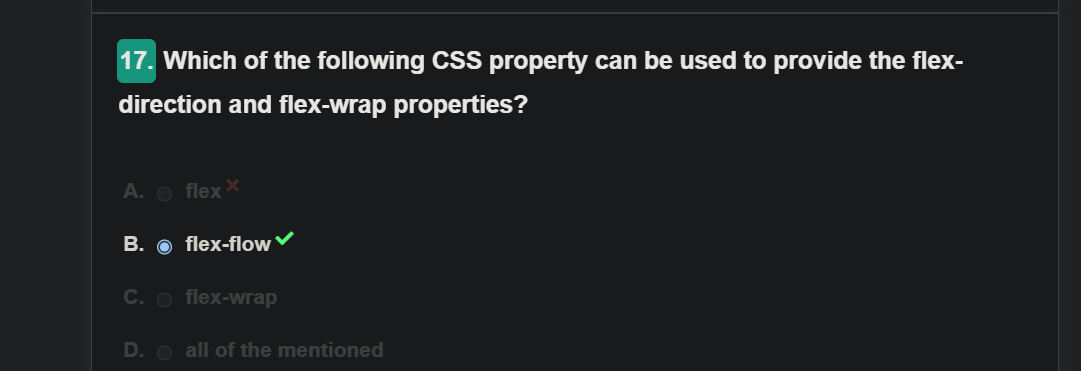 17. Which of the following CSS property can be used to provide the flex-
direction and flex-wrap properties?
A. flex
B. flex-flow
C. flex-wrap
D. all of the mentioned